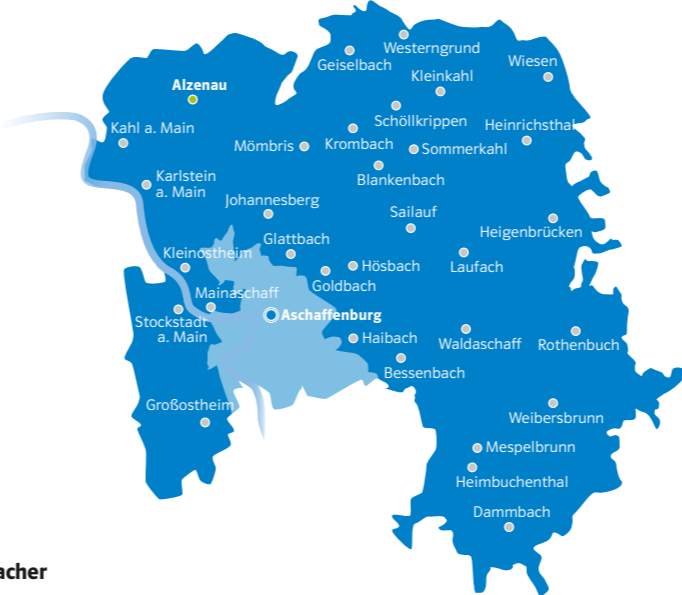 Westerngrund
Geiselbach
Wiesen
Kleinkahl
Alzenau
Schöllkrippen
Heinrichsthal
Kahl a. Main
Mömbris
Krombach
Sommerkahl
Blankenbach
Karlstein
a. Main
Johannesberg
Sailauf
Heigenbrücken
Glattbach
Kleinostheim
Hösbach
Laufach
Goldbach
Mainaschaff
Aschaffenburg
Stockstadt
a. Main
Haibach
Waldaschaff
Rothenbuch
Bessenbach
Großostheim
Weibersbrunn
Mespelbrunn
Heimbuchenthal
Dammbach
acher